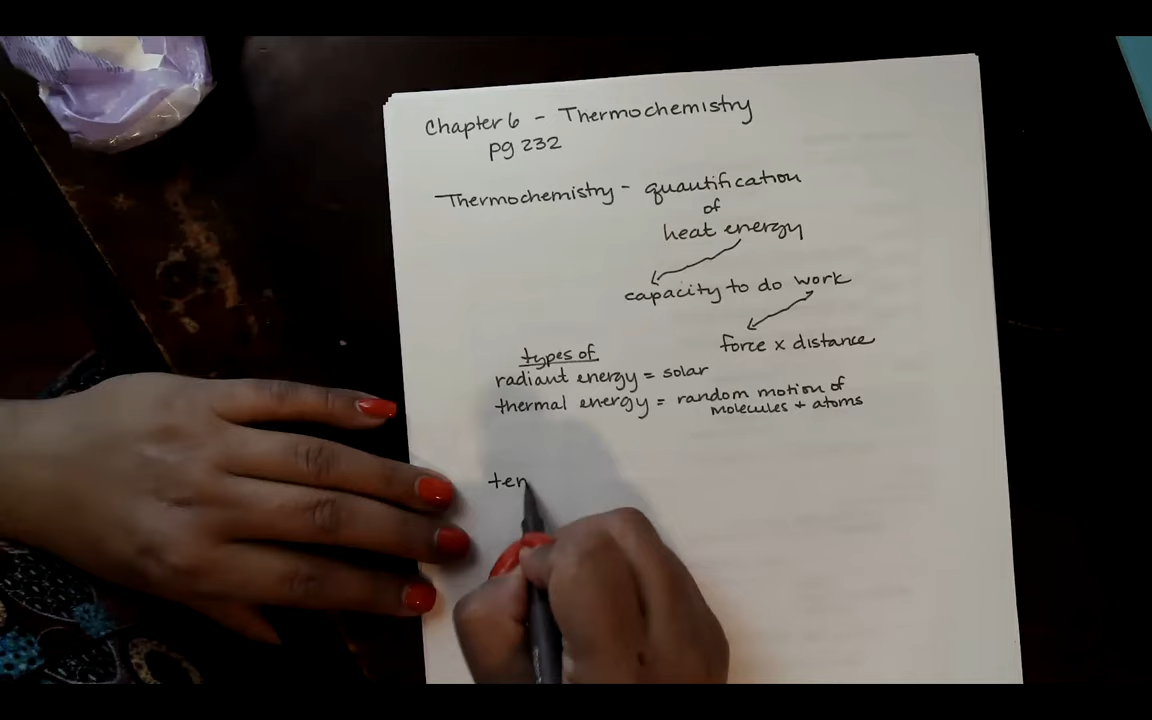 Chapter 6 - Thermochemistry
pg 232
Thermochemistry - quantification
of
heat energy
capacity to do work
force x distance
types of
radiant energy = solar
thermal energy = random motion of
molecules + atoms
ten